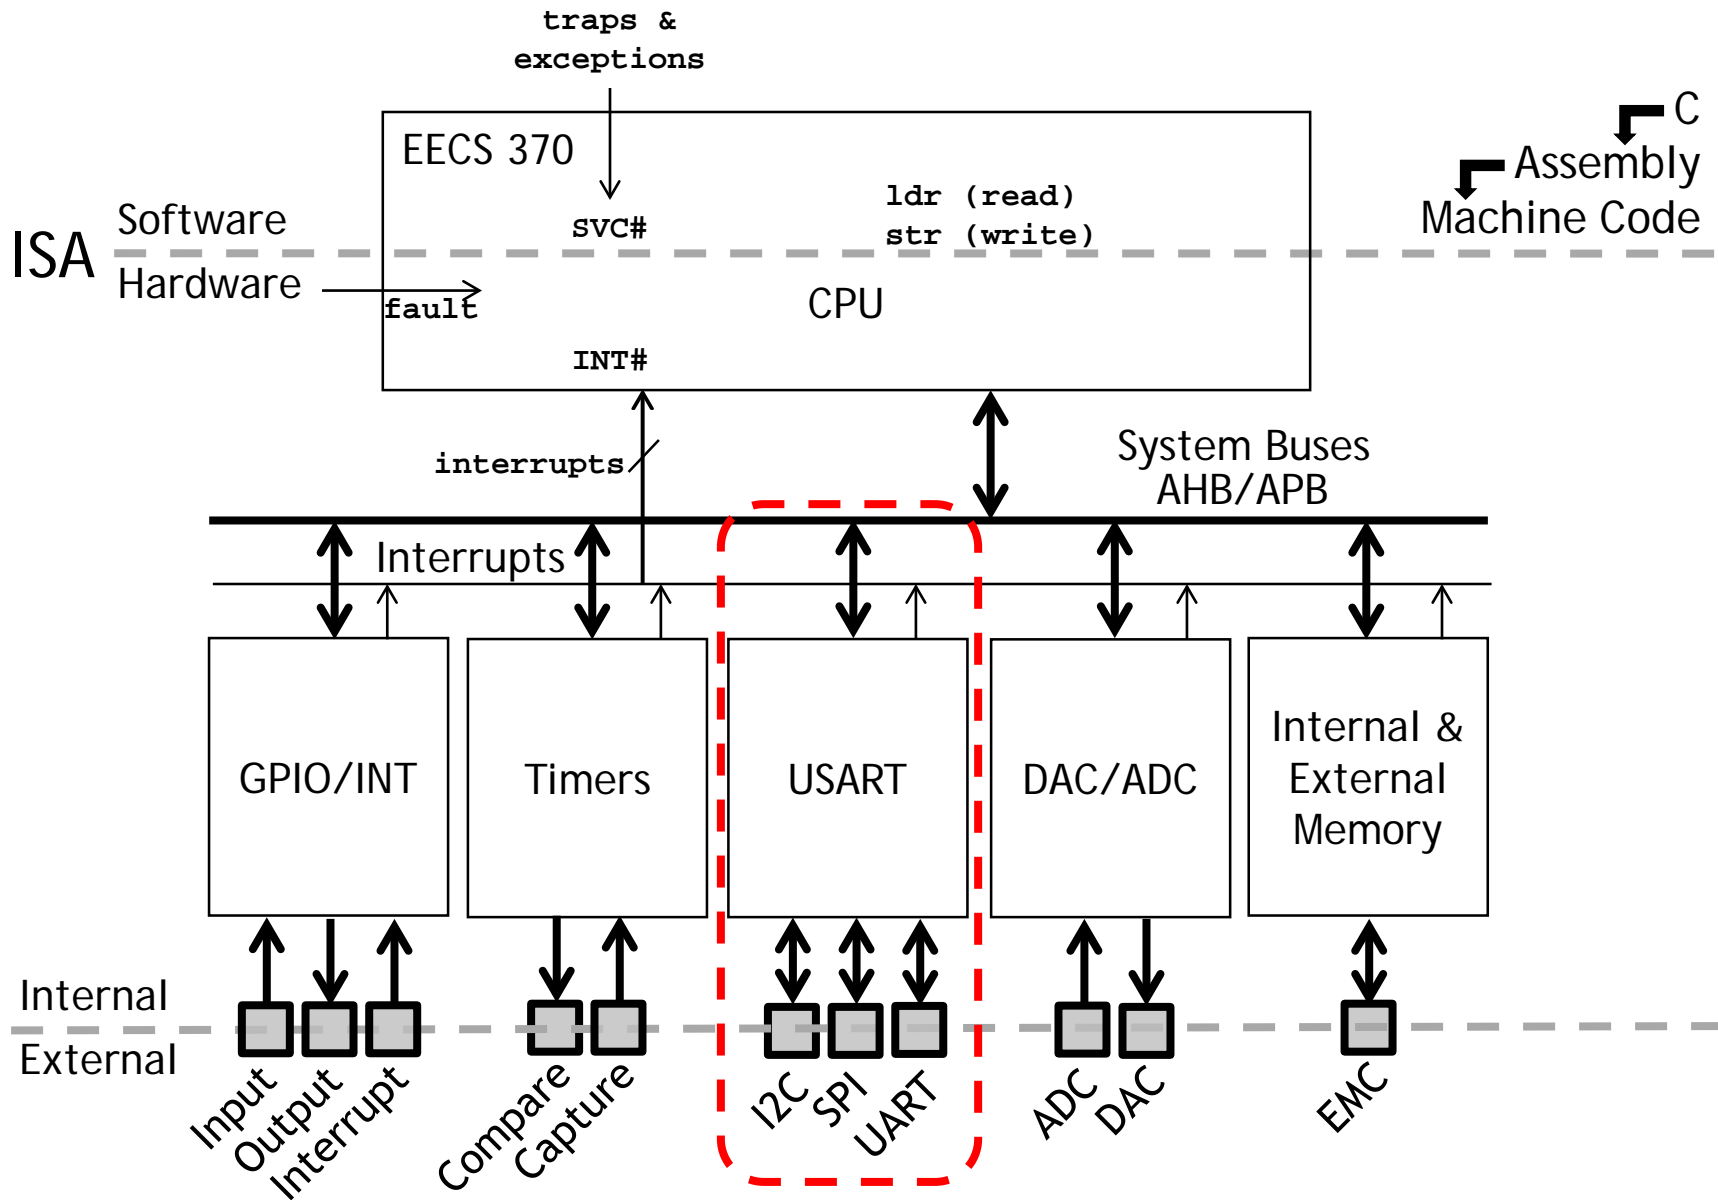 traps &
exceptions
EECS 370
C
Assembly
Machine Code
ldr (read)
str (write)
SVC#
ISA
Software
Hardware
fault
CPU
INT#
interrupts
System Buses
AHB/APB
Interrupts
GPIO/INT
Timers
USART
DAC/ADC
Internal &
External
Memory
Internal
External
Input
Output
Interrupt
Compare
Capture
I2C
SPI
UART
ADC
DAC
EMC